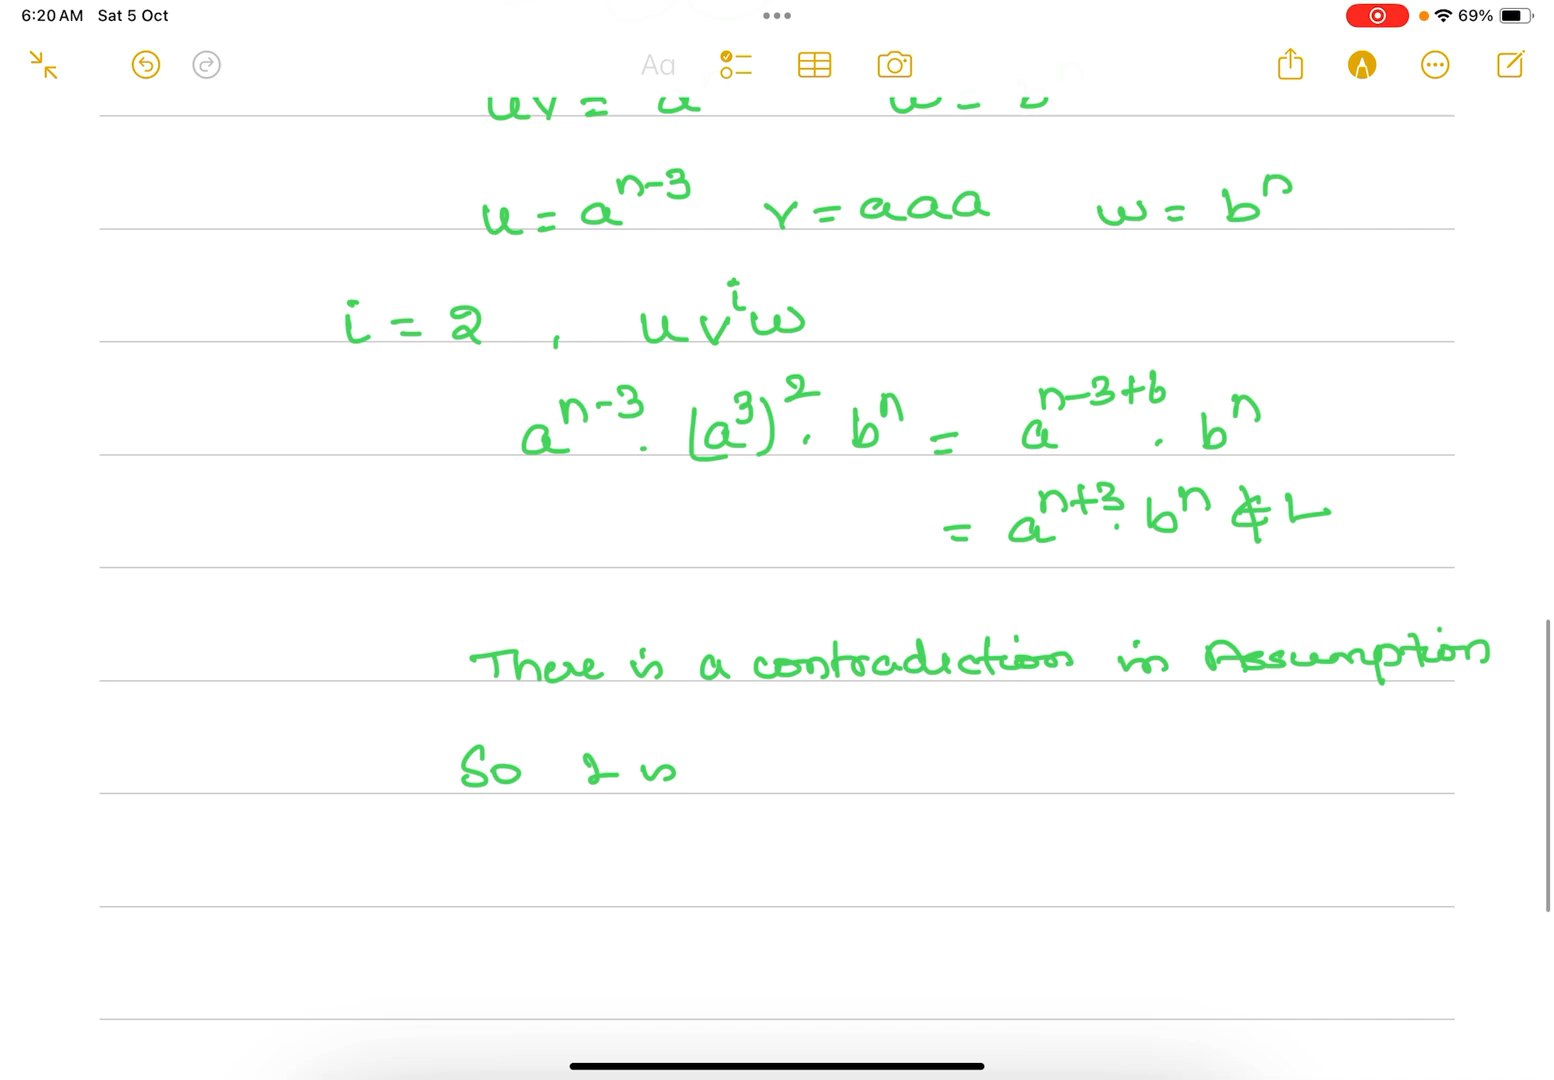 6:20 AM Sat 5 Oct 69%
Aa
uv = a w = b
u = a^{n-3} v = aaa w = b^n
i = 2 , u v^i w
a^{n-3} . (a^3)^2 . b^n = a^{n-3+6} . b^n
= a^{n+3} . b^n ∉ L
There is a contradiction in Assumption
So L is